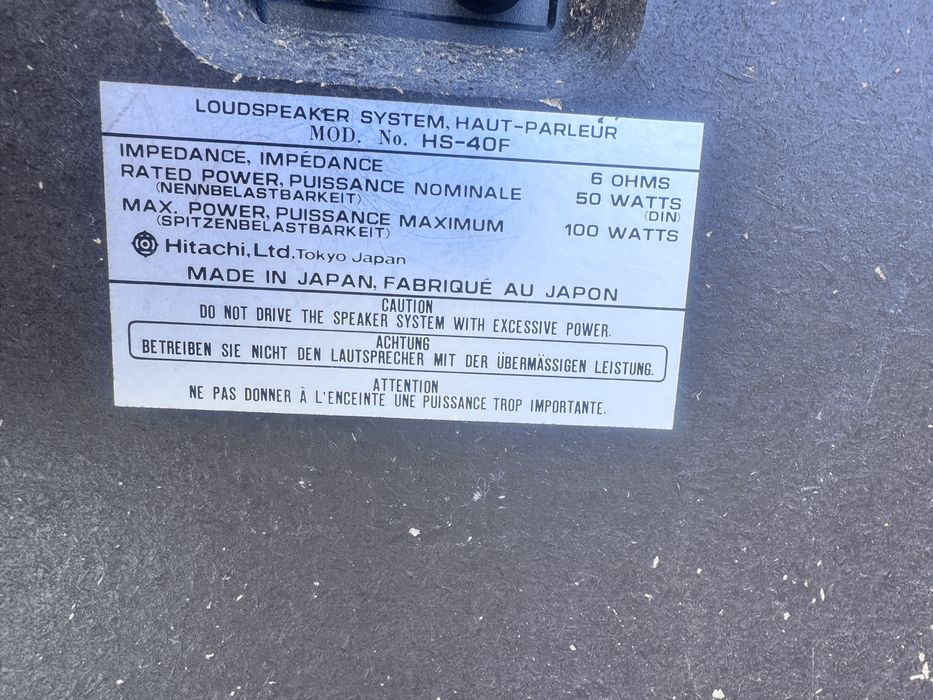 LOUDSPEAKER SYSTEM, HAUT-PARLEUR
MOD. No. HS-40F
IMPEDANCE, IMPÉDANCE 6 OHMS
RATED POWER, PUISSANCE NOMINALE 50 WATTS
(NENNBELASTBARKEIT) (DIN)
MAX. POWER, PUISSANCE MAXIMUM 100 WATTS
(SPITZENBELASTBARKEIT)
Hitachi, Ltd. Tokyo Japan
MADE IN JAPAN, FABRIQUÉ AU JAPON
CAUTION
DO NOT DRIVE THE SPEAKER SYSTEM WITH EXCESSIVE POWER.
ACHTUNG
BETREIBEN SIE NICHT DEN LAUTSPRECHER MIT DER ÜBERMÄSSIGEN LEISTUNG.
ATTENTION
NE PAS DONNER À L'ENCEINTE UNE PUISSANCE TROP IMPORTANTE.